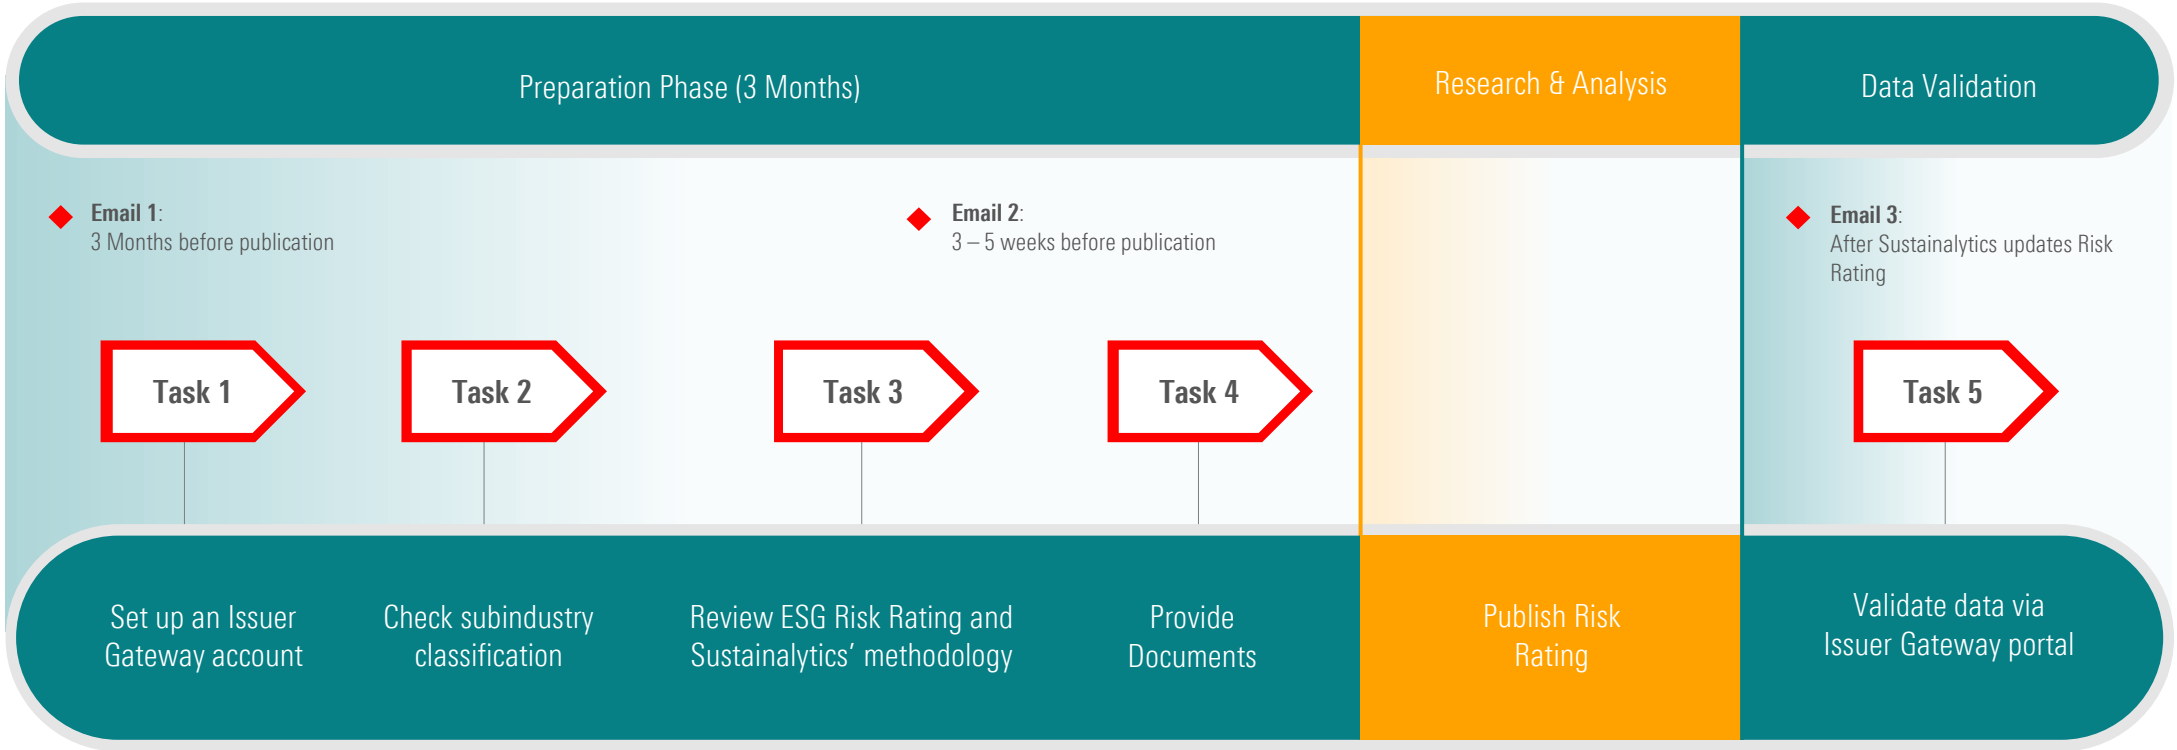 Preparation Phase (3 Months)
Research & Analysis
Data Validation
Email 1:
3 Months before publication
Email 2:
3 – 5 weeks before publication
Email 3:
After Sustainalytics updates Risk
Rating
Task 1
Task 2
Task 3
Task 4
Task 5
Set up an Issuer
Gateway account
Check subindustry
classification
Review ESG Risk Rating and
Sustainalytics’ methodology
Provide
Documents
Publish Risk
Rating
Validate data via
Issuer Gateway portal